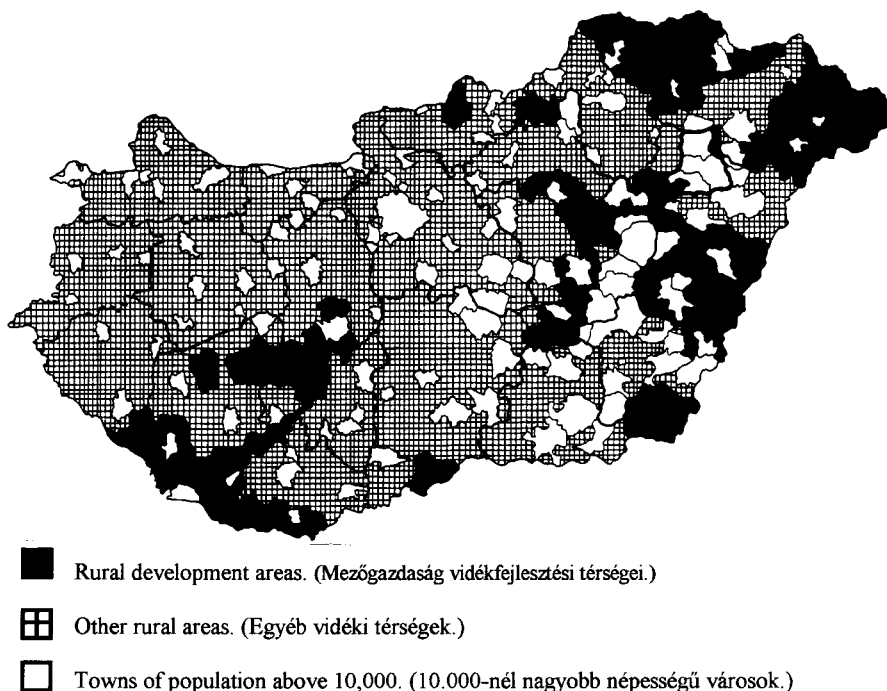 Rural development areas. (Mezőgazdaság vidékfejlesztési térségei.)
Other rural areas. (Egyéb vidéki térségek.)
Towns of population above 10,000. (10.000-nél nagyobb népességű városok.)